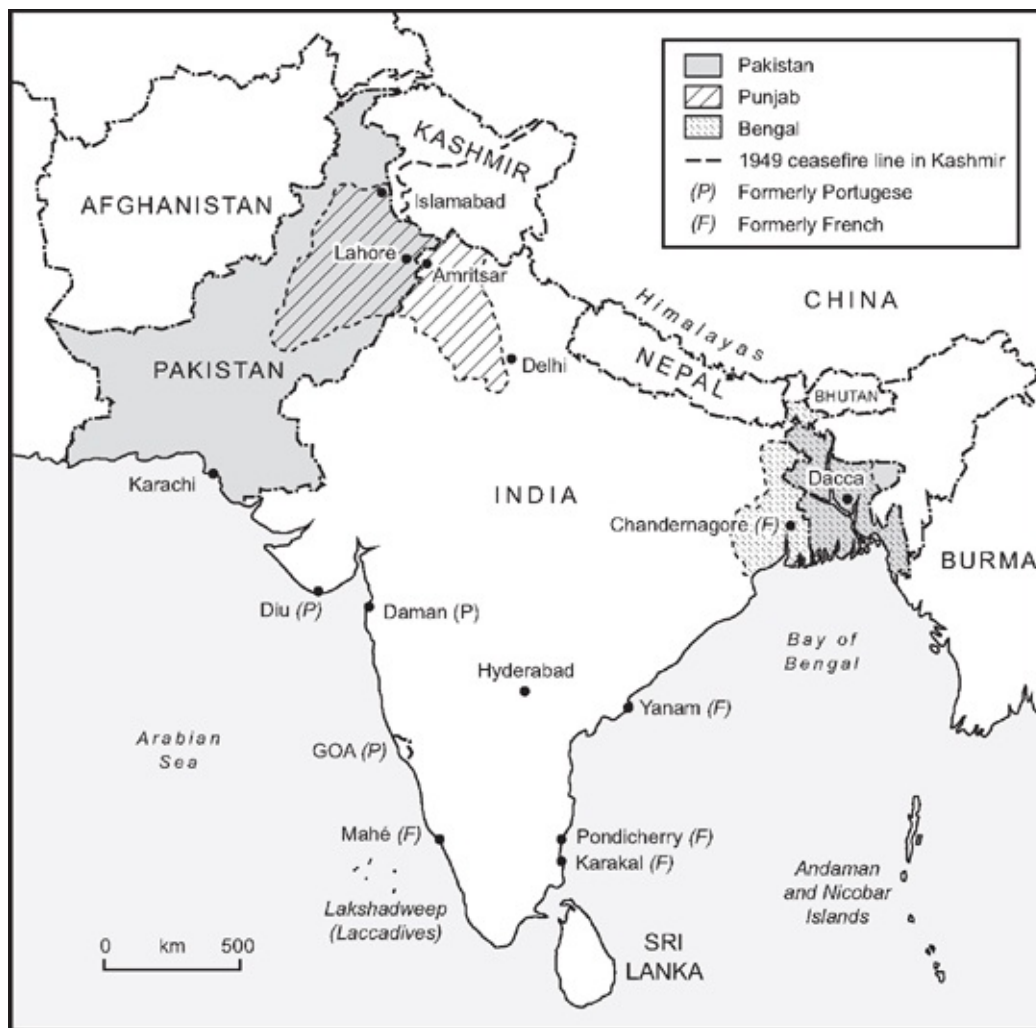 Pakistan
Punjab
Bengal
1949 ceasefire line in Kashmir
(P) Formerly Portugese
(F) Formerly French
KASHMIR
AFGHANISTAN
Islamabad
Lahore
Amritsar
CHINA
Himalayas
PAKISTAN
Delhi
NEPAL
BHUTAN
Karachi
INDIA
Dacca
Chandernagore (F)
BURMA
Diu (P)
Daman (P)
Bay of
Bengal
Hyderabad
Yanam (F)
Arabian
Sea
GOA (P)
Mahé (F)
Pondicherry (F)
Karakal (F)
Andaman
and Nicobar
Islands
Lakshadweep
(Laccadives)
SRI
LANKA
0 km 500